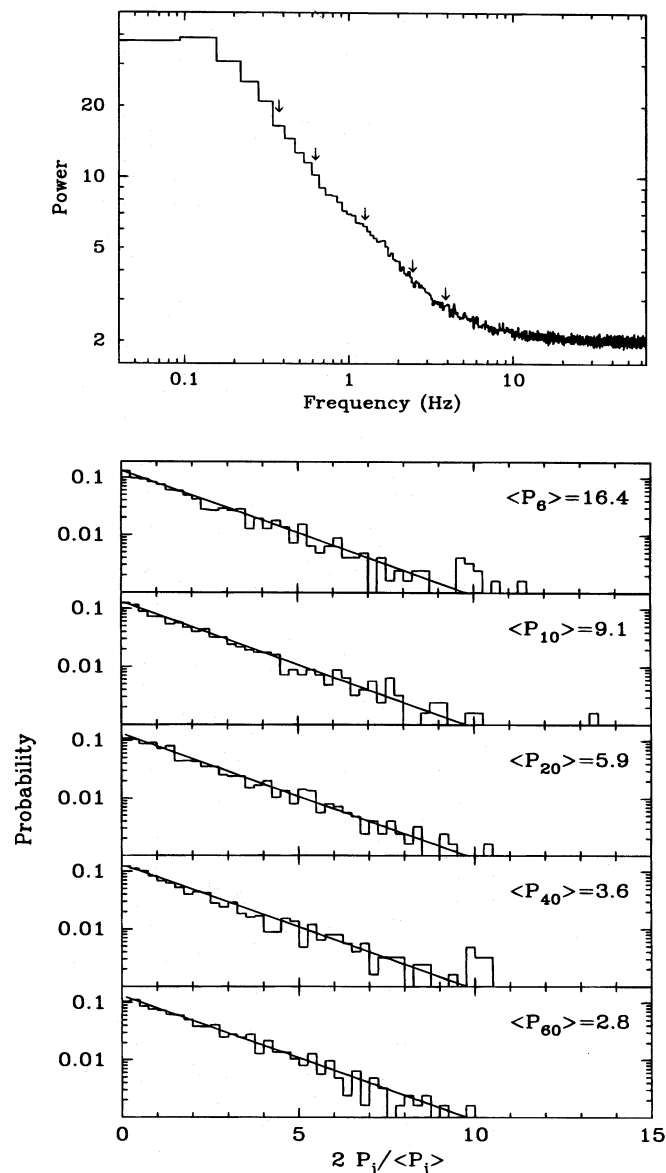 20
10
5
2
Power
0.1 1 10
Frequency (Hz)
0.1
0.01
<P6>=16.4
0.1
0.01
<P10>=9.1
0.1
0.01
<P20>=5.9
0.1
0.01
<P40>=3.6
0.1
0.01
<P60>=2.8
Probability
0 5 10 15
2 Pj/<Pj>